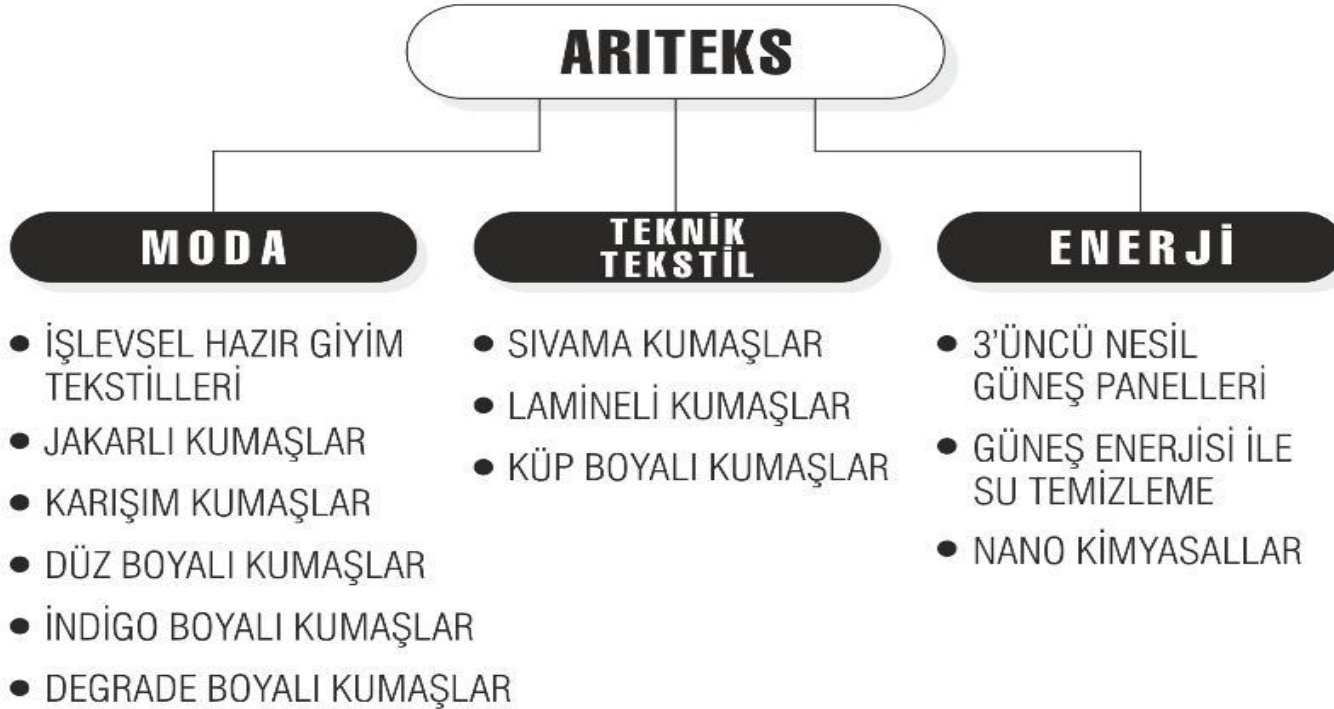 ARITEKS
MODA
İŞLEVSEL HAZIR GİYİM
TEKSTİLLERİ
JAKARLI KUMAŞLAR
KARIŞIM KUMAŞLAR
DÜZ BOYALI KUMAŞLAR
İNDİGO BOYALI KUMAŞLAR
DEGRADE BOYALI KUMAŞLAR
TEKNİK
TEKSTİL
SIVAMA KUMAŞLAR
LAMİNELİ KUMAŞLAR
KÜP BOYALI KUMAŞLAR
ENERJİ
3'ÜNCÜ NESİL
GÜNEŞ PANELLERİ
GÜNEŞ ENERJİSİ İLE
SU TEMİZLEME
NANO KİMYASALLAR